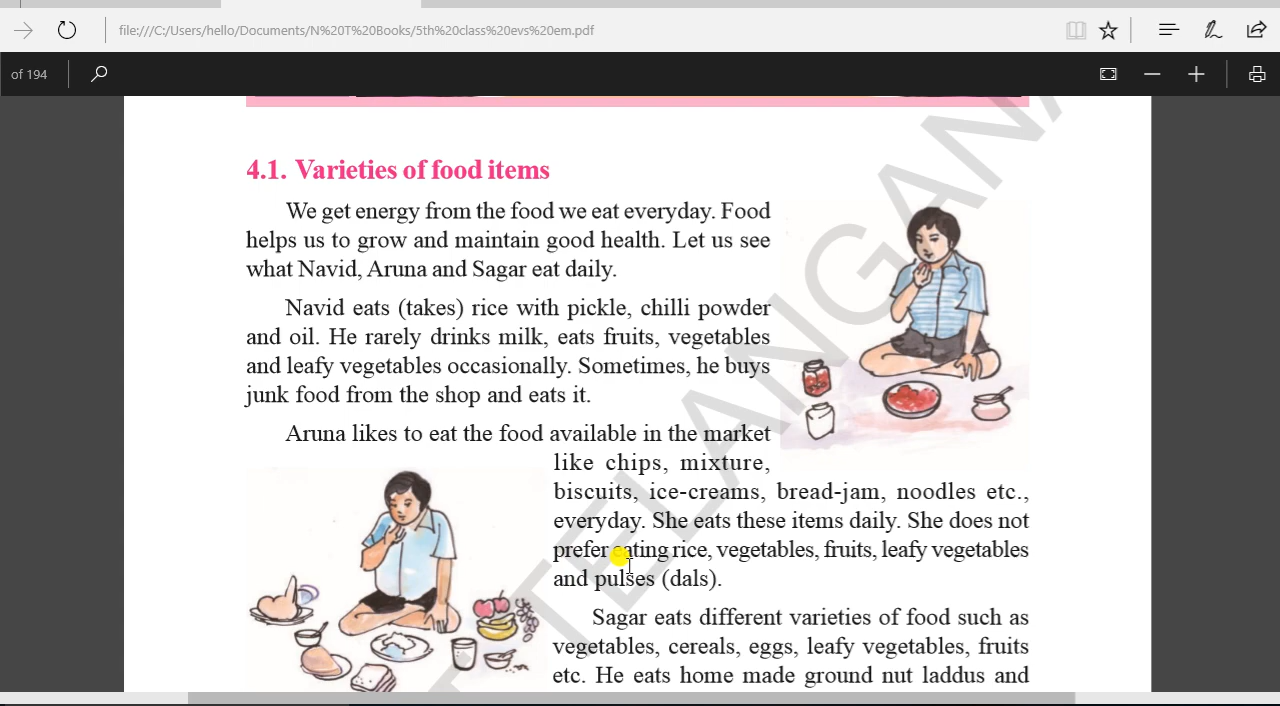 file:///C:/Users/hello/Documents/N%20T%20Books/5th%20class%20evs%20em.pdf
of 194
4.1. Varieties of food items
We get energy from the food we eat everyday. Food
helps us to grow and maintain good health. Let us see
what Navid, Aruna and Sagar eat daily.
Navid eats (takes) rice with pickle, chilli powder
and oil. He rarely drinks milk, eats fruits, vegetables
and leafy vegetables occasionally. Sometimes, he buys
junk food from the shop and eats it.
Aruna likes to eat the food available in the market
like chips, mixture,
biscuits, ice-creams, bread-jam, noodles etc.,
everyday. She eats these items daily. She does not
prefer eating rice, vegetables, fruits, leafy vegetables
and pulses (dals).
Sagar eats different varieties of food such as
vegetables, cereals, eggs, leafy vegetables, fruits
etc. He eats home made ground nut laddus and
TELANGANA